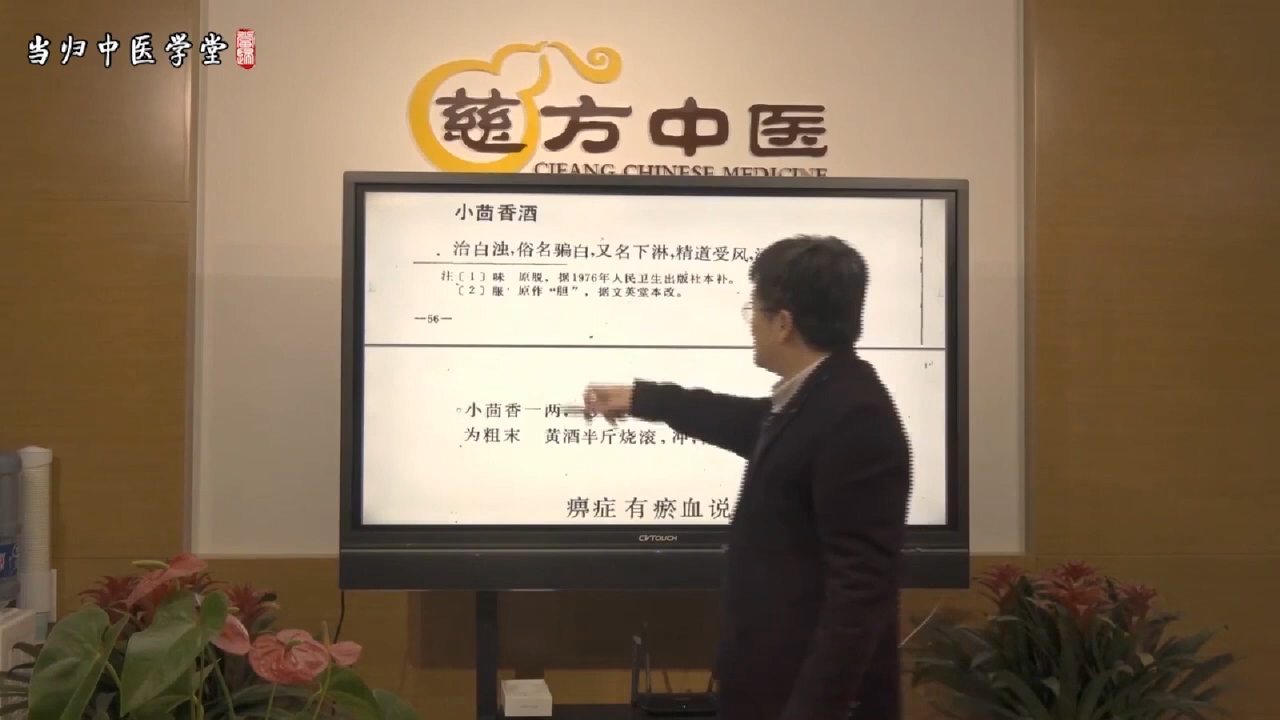 当归中医学堂
慈方中医
CIFANG CHINESE MEDICINE
小茴香酒
治白浊,俗名骗白,又名下淋,精道受风,
注〔1〕味 原脱,据1976年人民卫生出版社本补。
〔2〕服 原作“胆”,据文英堂本改。
—56—
小茴香一两,
为粗末 黄酒半斤烧滚,冲,
痹症有瘀血说
CVTOUCH